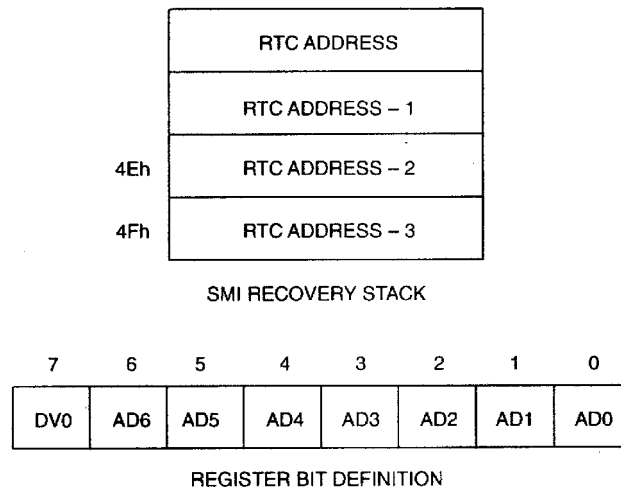 RTC ADDRESS
RTC ADDRESS – 1
4Eh RTC ADDRESS – 2
4Fh RTC ADDRESS – 3
SMI RECOVERY STACK
7 6 5 4 3 2 1 0
DV0 AD6 AD5 AD4 AD3 AD2 AD1 AD0
REGISTER BIT DEFINITION